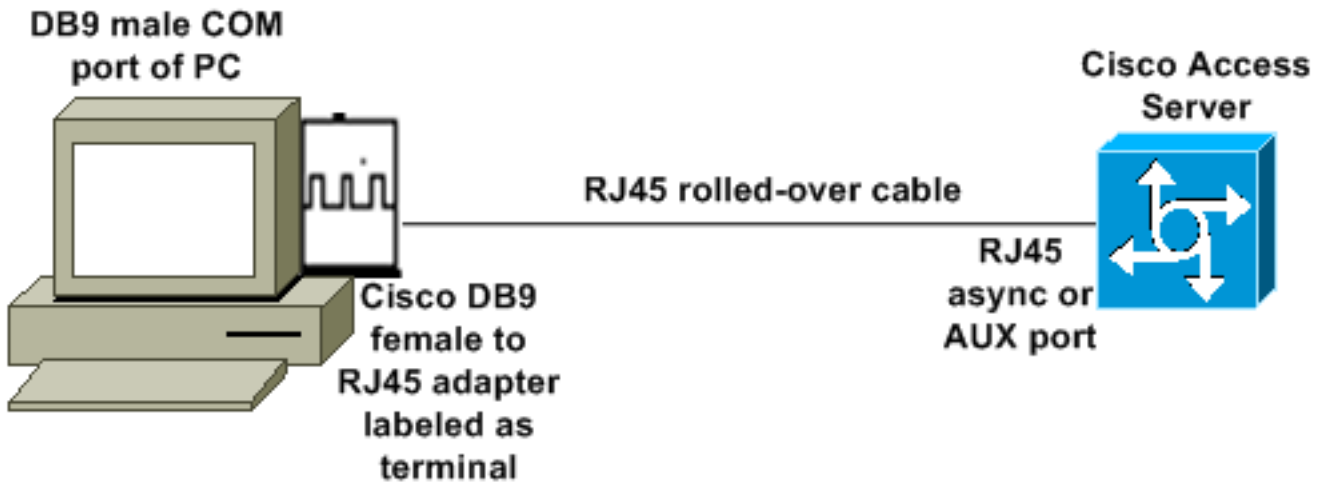 DB9 male COM
port of PC
Cisco Access
Server
RJ45 rolled-over cable
RJ45
async or
AUX port
Cisco DB9
female to
RJ45 adapter
labeled as
terminal